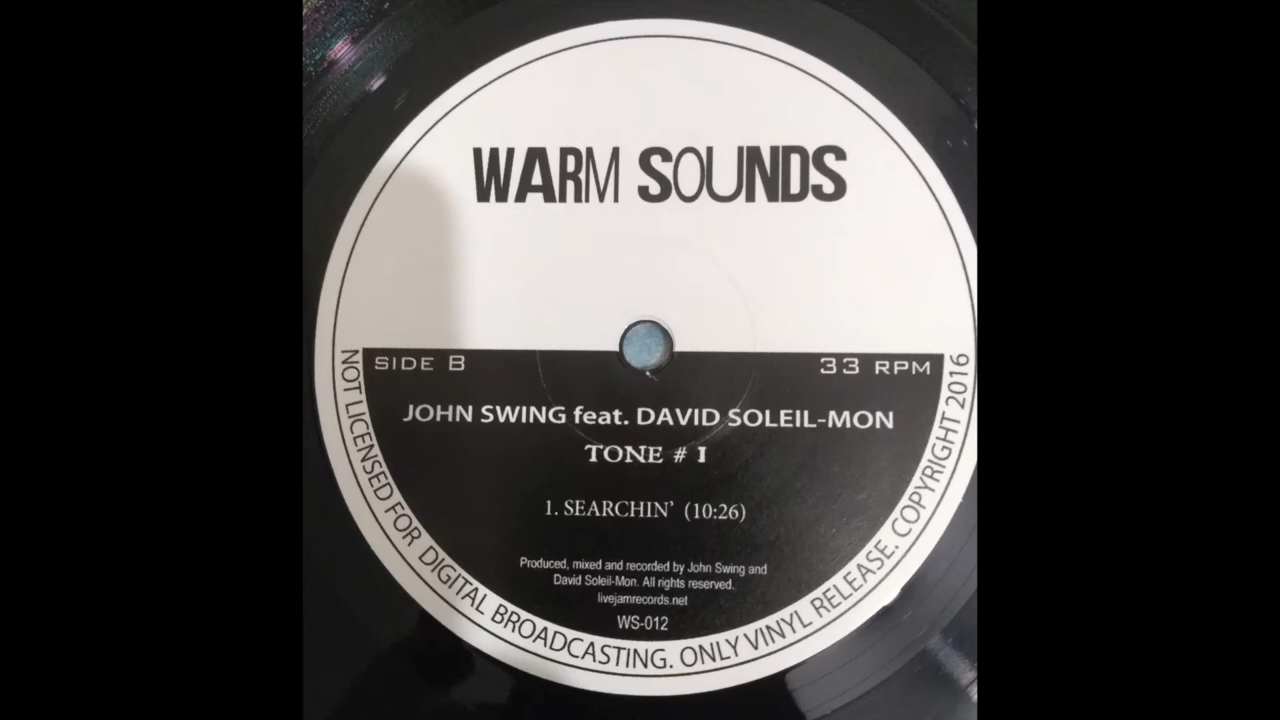 WARM SOUNDS
SIDE B
33 RPM
JOHN SWING feat. DAVID SOLEIL-MON
TONE # 1
1. SEARCHIN' (10:26)
Produced, mixed and recorded by John Swing and
David Soleil-Mon. All rights reserved.
livejamrecords.net
WS-012
NOT LICENSED FOR DIGITAL BROADCASTING. ONLY VINYL RELEASE. COPYRIGHT 2016